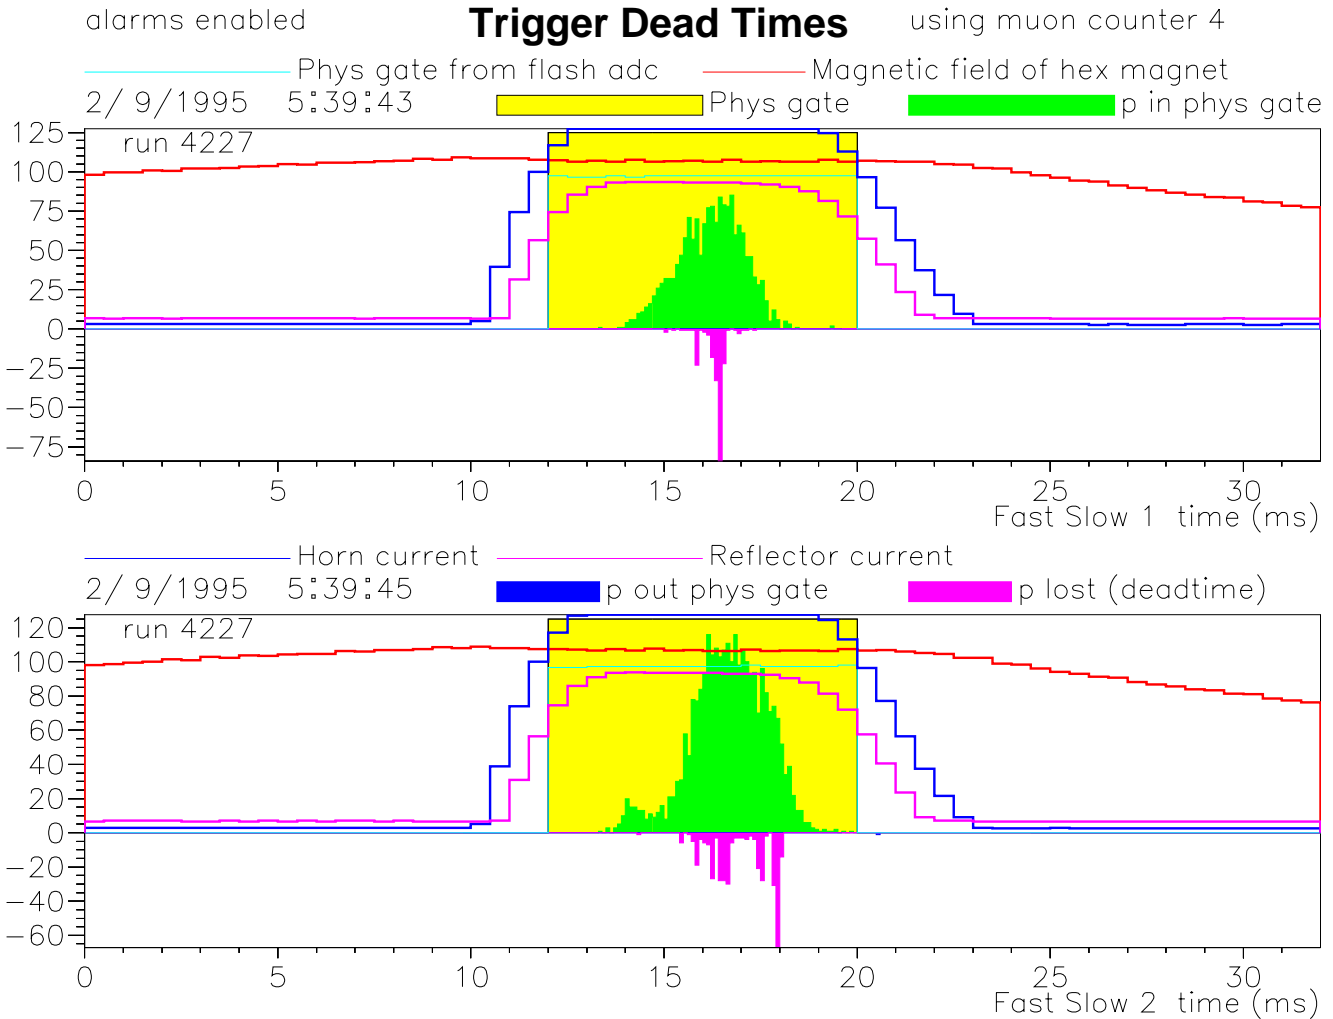 alarms enabled Trigger Dead Times using muon counter 4
Phys gate from flash adc Magnetic field of hex magnet
2/ 9/1995 5:39:43 Phys gate p in phys gate
run 4227
125
100
75
50
25
0
−25
−50
−75
0 5 10 15 20 25 30
Fast Slow 1 time (ms)
Horn current Reflector current
2/ 9/1995 5:39:45 p out phys gate p lost (deadtime)
run 4227
120
100
80
60
40
20
0
−20
−40
−60
0 5 10 15 20 25 30
Fast Slow 2 time (ms)